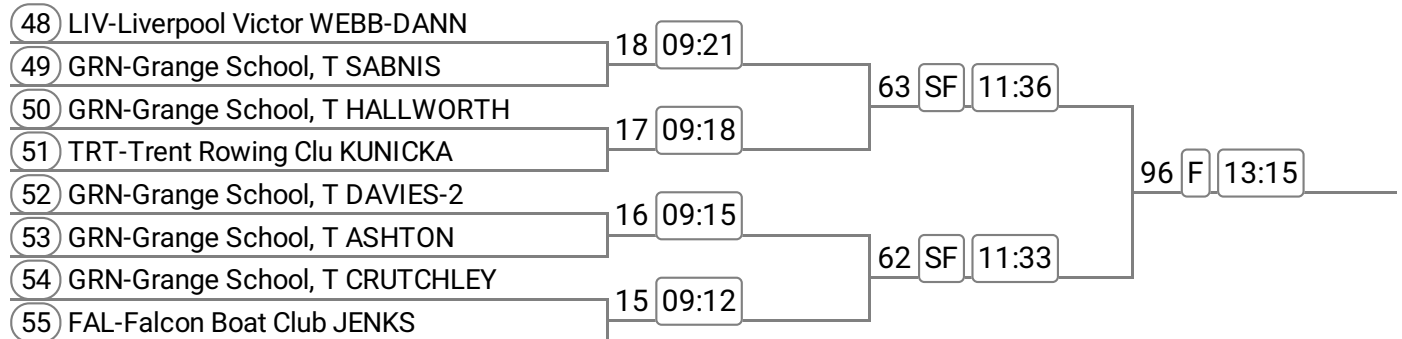 48 LIV-Liverpool Victor WEBB-DANN
18 09:21
49 GRN-Grange School, T SABNIS
63 SF 11:36
50 GRN-Grange School, T HALLWORTH
17 09:18
51 TRT-Trent Rowing Clu KUNICKA
96 F 13:15
52 GRN-Grange School, T DAVIES-2
16 09:15
53 GRN-Grange School, T ASHTON
62 SF 11:33
54 GRN-Grange School, T CRUTCHLEY
15 09:12
55 FAL-Falcon Boat Club JENKS